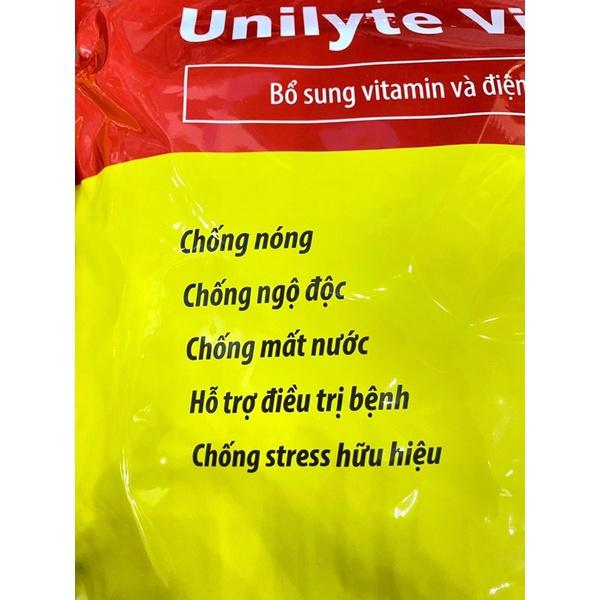 Unilyte Vi
Bổ sung vitamin và điện
Chống nóng
Chống ngộ độc
Chống mất nước
Hỗ trợ điều trị bệnh
Chống stress hữu hiệu